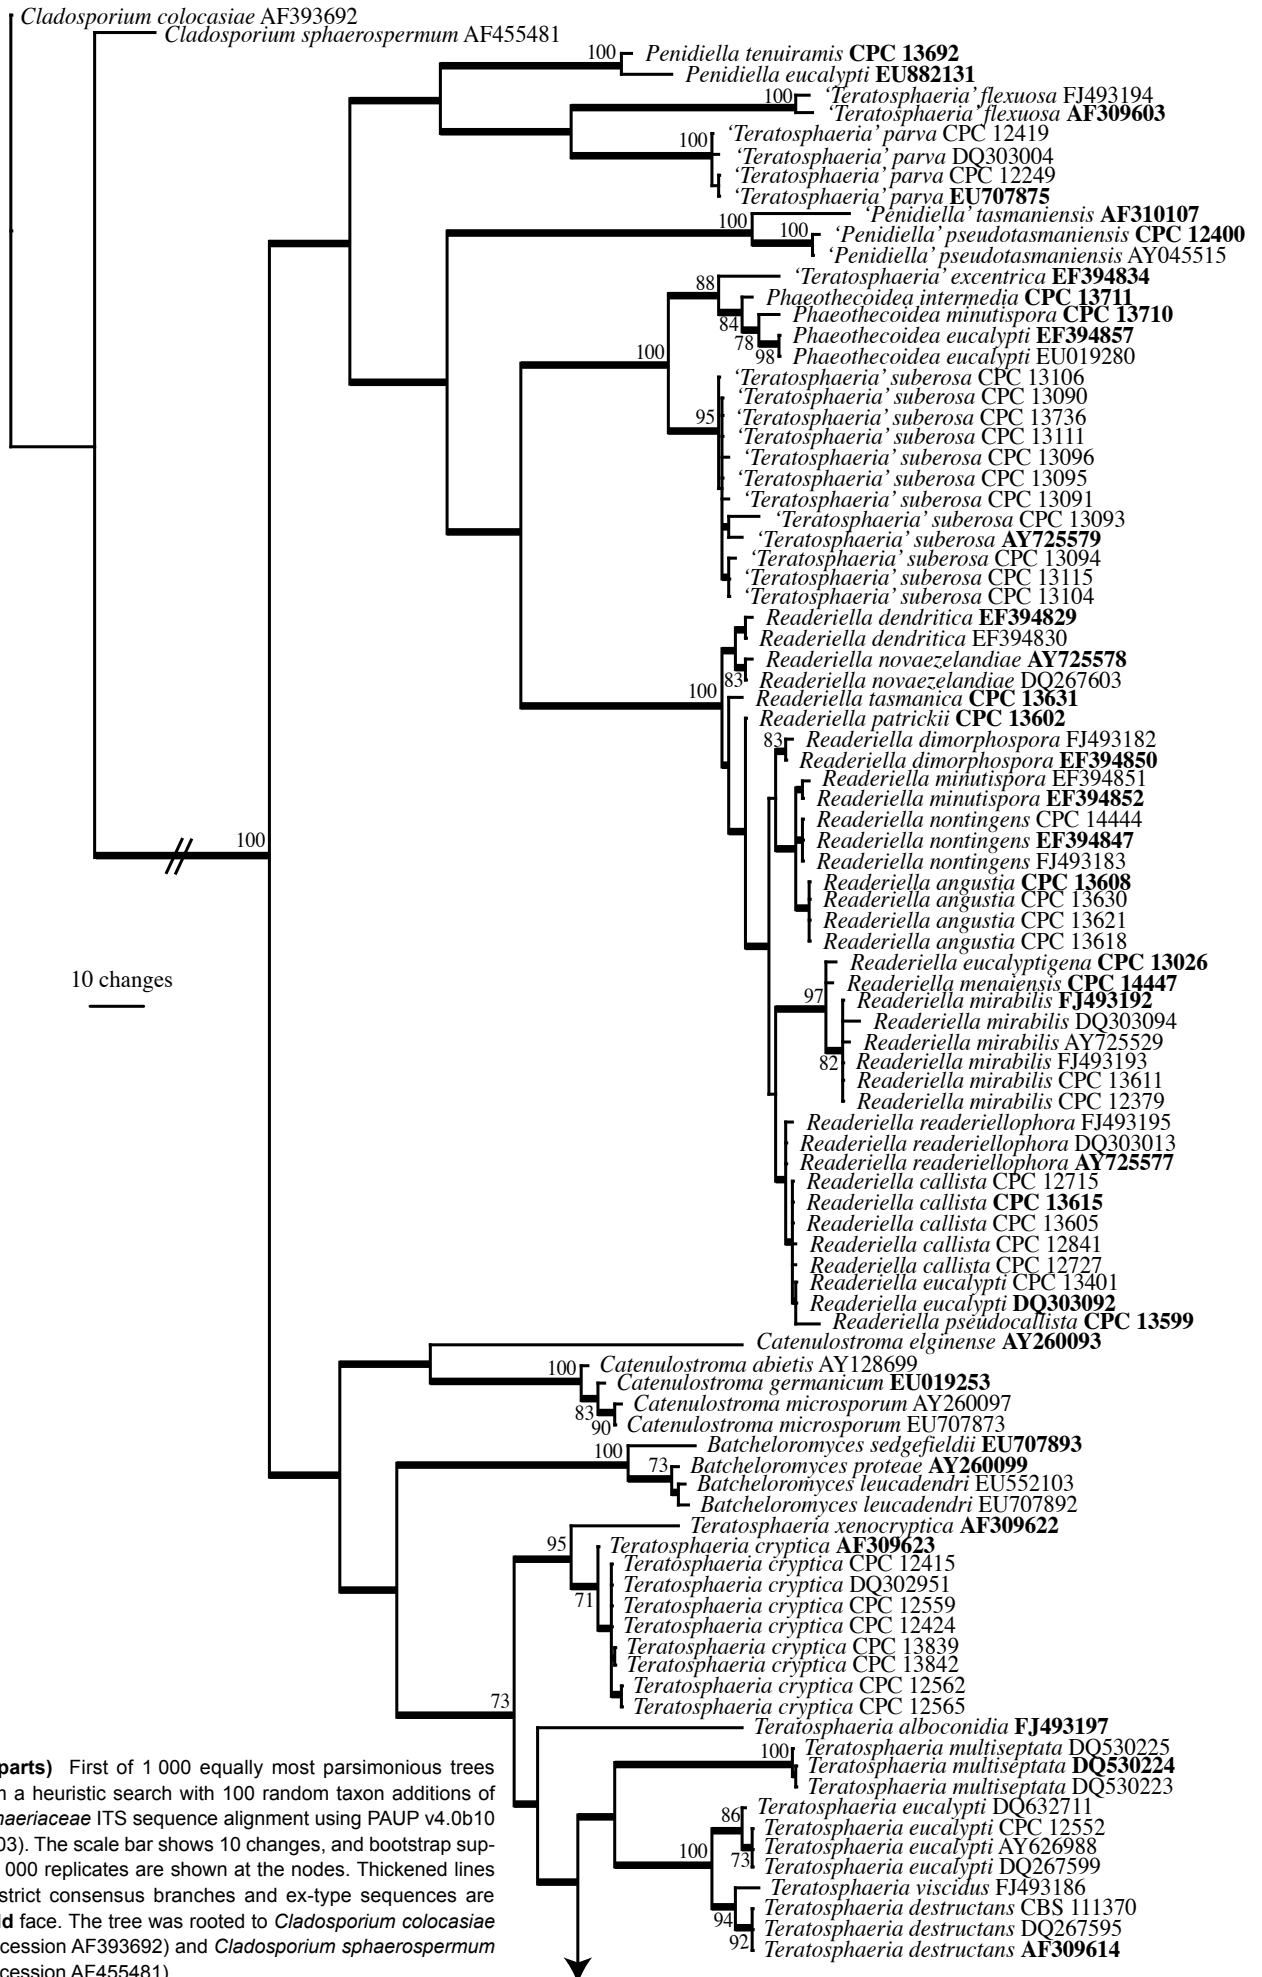 Cladosporium colocasiae AF393692
Cladosporium sphaerospermum AF455481
100
Penidiella tenuiramis CPC 13692
Penidiella eucalypti EU882131
100
‘Teratosphaeria’ flexuosa FJ493194
‘Teratosphaeria’ flexuosa AF309603
100
‘Teratosphaeria’ parva CPC 12419
‘Teratosphaeria’ parva DQ303004
‘Teratosphaeria’ parva CPC 12249
‘Teratosphaeria’ parva EU707875
100
‘Penidiella’ tasmaniensis AF310107
100
‘Penidiella’ pseudotasmaniensis CPC 12400
‘Penidiella’ pseudotasmaniensis AY045515
88
‘Teratosphaeria’ excentrica EF394834
Phaeothecoidea intermedia CPC 13711
84
Phaeothecoidea minutispora CPC 13710
78
Phaeothecoidea eucalypti EF394857
98
Phaeothecoidea eucalypti EU019280
100
‘Teratosphaeria’ suberosa CPC 13106
‘Teratosphaeria’ suberosa CPC 13090
95
‘Teratosphaeria’ suberosa CPC 13736
‘Teratosphaeria’ suberosa CPC 13111
‘Teratosphaeria’ suberosa CPC 13096
‘Teratosphaeria’ suberosa CPC 13095
‘Teratosphaeria’ suberosa CPC 13091
‘Teratosphaeria’ suberosa CPC 13093
‘Teratosphaeria’ suberosa AY725579
‘Teratosphaeria’ suberosa CPC 13094
‘Teratosphaeria’ suberosa CPC 13115
‘Teratosphaeria’ suberosa CPC 13104
Readeriella dendritica EF394829
Readeriella dendritica EF394830
Readeriella novaezelandiae AY725578
83
Readeriella novaezelandiae DQ267603
100
Readeriella tasmanica CPC 13631
Readeriella patrickii CPC 13602
83
Readeriella dimorphospora FJ493182
Readeriella dimorphospora EF394850
Readeriella minutispora EF394851
Readeriella minutispora EF394852
Readeriella nontingens CPC 14444
Readeriella nontingens EF394847
Readeriella nontingens FJ493183
100
Readeriella angustia CPC 13608
Readeriella angustia CPC 13630
Readeriella angustia CPC 13621
Readeriella angustia CPC 13618
10 changes
Readeriella eucalyptigena CPC 13026
Readeriella menaiensis CPC 14447
97
Readeriella mirabilis FJ493192
Readeriella mirabilis DQ303094
Readeriella mirabilis AY725529
82
Readeriella mirabilis FJ493193
Readeriella mirabilis CPC 13611
Readeriella mirabilis CPC 12379
Readeriella readeriellophora FJ493195
Readeriella readeriellophora DQ303013
Readeriella readeriellophora AY725577
Readeriella callista CPC 12715
Readeriella callista CPC 13615
Readeriella callista CPC 13605
Readeriella callista CPC 12841
Readeriella callista CPC 12727
Readeriella eucalypti CPC 13401
Readeriella eucalypti DQ303092
Readeriella pseudocallista CPC 13599
Catenulostroma elginense AY260093
100
Catenulostroma abietis AY128699
Catenulostroma germanicum EU019253
83
Catenulostroma microsporum AY260097
90
Catenulostroma microsporum EU707873
100
Batcheloromyces sedgefieldii EU707893
73
Batcheloromyces proteae AY260099
Batcheloromyces leucadendri EU552103
Batcheloromyces leucadendri EU707892
Teratosphaeria xenocryptica AF309622
95
Teratosphaeria cryptica AF309623
Teratosphaeria cryptica CPC 12415
71
Teratosphaeria cryptica DQ302951
Teratosphaeria cryptica CPC 12559
Teratosphaeria cryptica CPC 12424
Teratosphaeria cryptica CPC 13839
Teratosphaeria cryptica CPC 13842
Teratosphaeria cryptica CPC 12562
Teratosphaeria cryptica CPC 12565
73
Teratosphaeria alboconidia FJ493197
100
Teratosphaeria multiseptata DQ530225
Teratosphaeria multiseptata DQ530224
Teratosphaeria multiseptata DQ530223
86
Teratosphaeria eucalypti DQ632711
Teratosphaeria eucalypti CPC 12552
100
Teratosphaeria eucalypti AY626988
73
Teratosphaeria eucalypti DQ267599
Teratosphaeria viscidus FJ493186
94
Teratosphaeria destructans CBS 111370
92
Teratosphaeria destructans DQ267595
Teratosphaeria destructans AF309614
parts) First of 1 000 equally most parsimonious trees
a heuristic search with 100 random taxon additions of
haeriaceae ITS sequence alignment using PAUP v4.0b10
03). The scale bar shows 10 changes, and bootstrap sup-
000 replicates are shown at the nodes. Thickened lines
strict consensus branches and ex-type sequences are
ld face. The tree was rooted to Cladosporium colocasiae
cession AF393692) and Cladosporium sphaerospermum
cession AF455481)